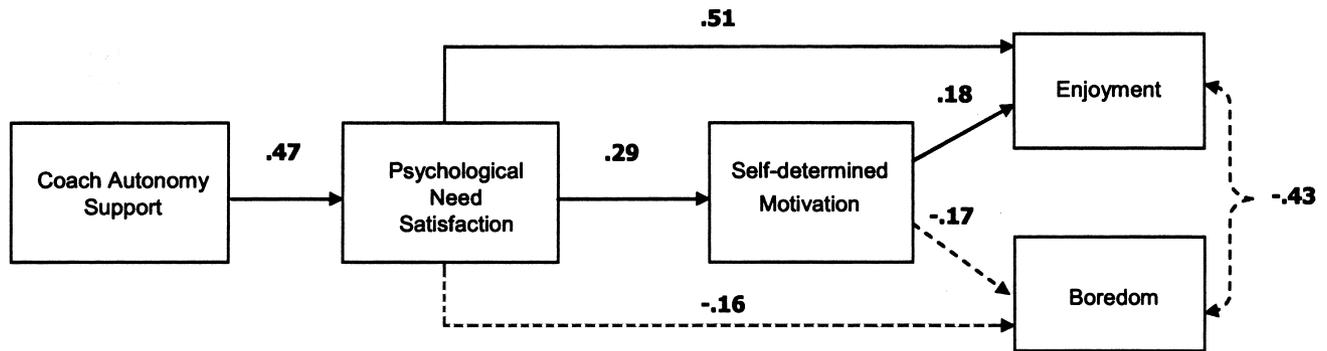 .51
Enjoyment
.18
.47
.29
Coach Autonomy
Support
Psychological
Need
Satisfaction
Self-determined
Motivation
-.43
-.17
Boredom
-.16